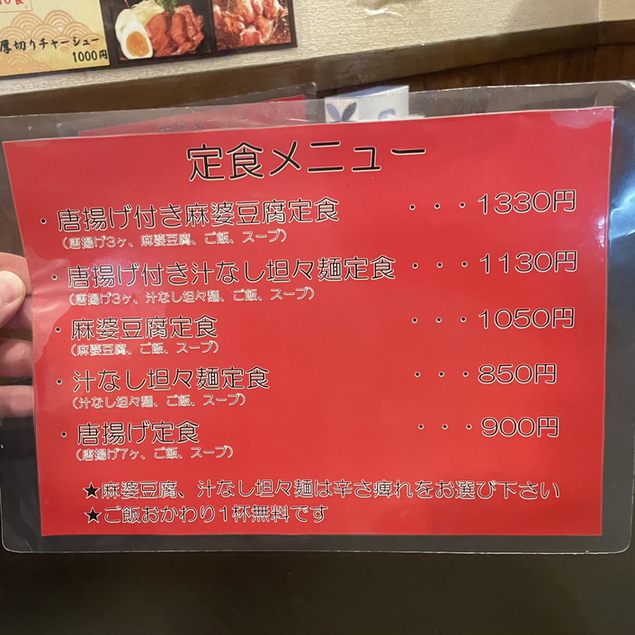 厚切りチャーシュー
1000円
定食メニュー
・唐揚げ付き麻婆豆腐定食 ・・・1330円
（唐揚げ3ヶ、麻婆豆腐、ご飯、スープ）
・唐揚げ付き汁なし坦々麺定食 ・・・1130円
（唐揚げ3ヶ、汁なし坦々麺、ご飯、スープ）
・麻婆豆腐定食 ・・・1050円
（麻婆豆腐、ご飯、スープ）
・汁なし坦々麺定食 ・・・850円
（汁なし坦々麺、ご飯、スープ）
・唐揚げ定食 ・・・900円
（唐揚げ7ヶ、ご飯、スープ）
★麻婆豆腐、汁なし坦々麺は辛さ痺れをお選び下さい
★ご飯おかわり1杯無料です